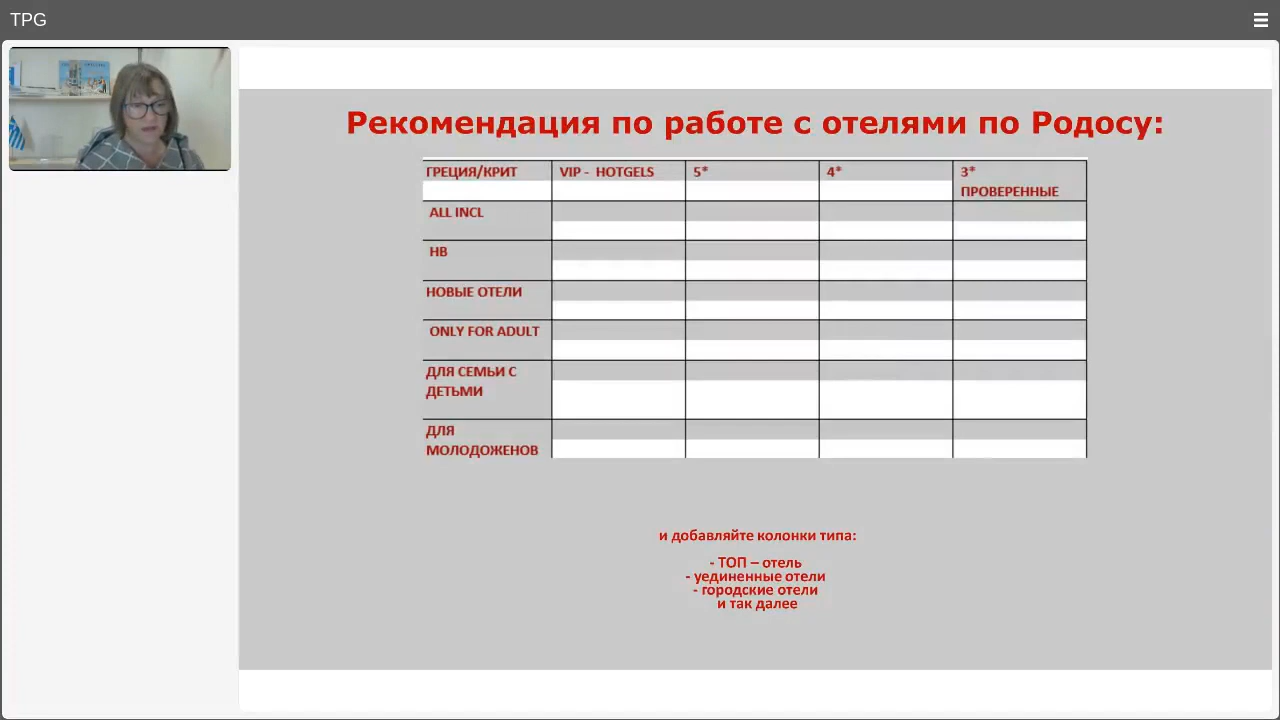 TPG
Рекомендация по работе с отелями по Родосу:
ГРЕЦИЯ/КРИТ VIP - HOTGELS 5* 4* 3*
ПРОВЕРЕННЫЕ
ALL INCL
HB
НОВЫЕ ОТЕЛИ
ONLY FOR ADULT
ДЛЯ СЕМЬИ С
ДЕТЬМИ
ДЛЯ
МОЛОДОЖЕНОВ
и добавляйте колонки типа:
- ТОП – отель
- уединенные отели
- городские отели
и так далее